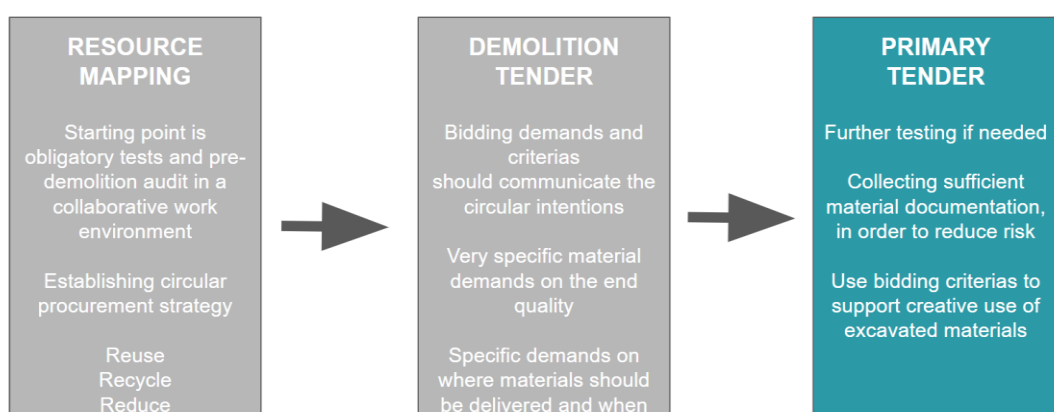 RESOURCE
MAPPING
Starting point is
obligatory tests and pre-
demolition audit in a
collaborative work
environment
Establishing circular
procurement strategy
Reuse
Recycle
Reduce
DEMOLITION
TENDER
Bidding demands and
criterias
should communicate the
circular intentions
Very specific material
demands on the end
quality
Specific demands on
where materials should
be delivered and when
PRIMARY
TENDER
Further testing if needed
Collecting sufficient
material documentation,
in order to reduce risk
Use bidding criterias to
support creative use of
excavated materials